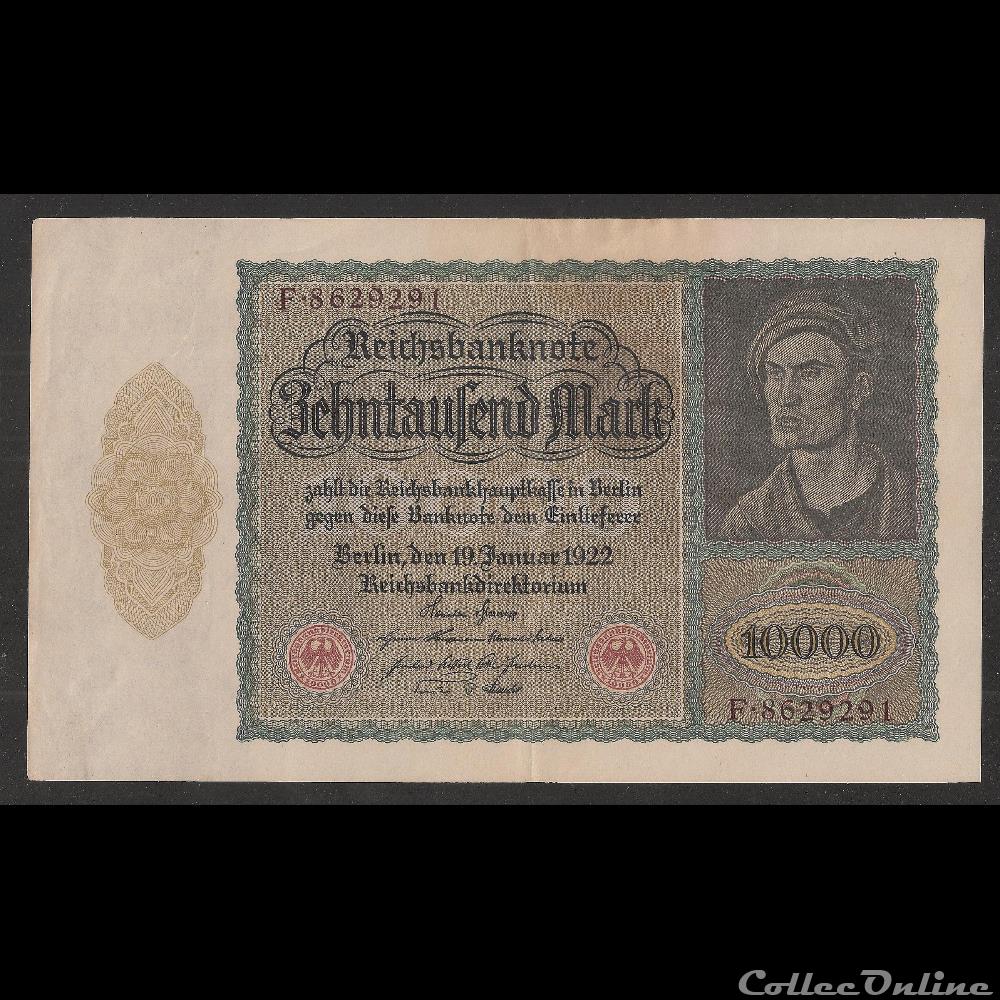 F·8629291
Reichsbanknote
Zehntausend Mark
zahlt die Reichsbankhauptkasse in Berlin
gegen diese Banknote dem Einlieferer
Berlin, den 19. Januar 1922
Reichsbankdirektorium
10000
F·8629291
CollecOnline